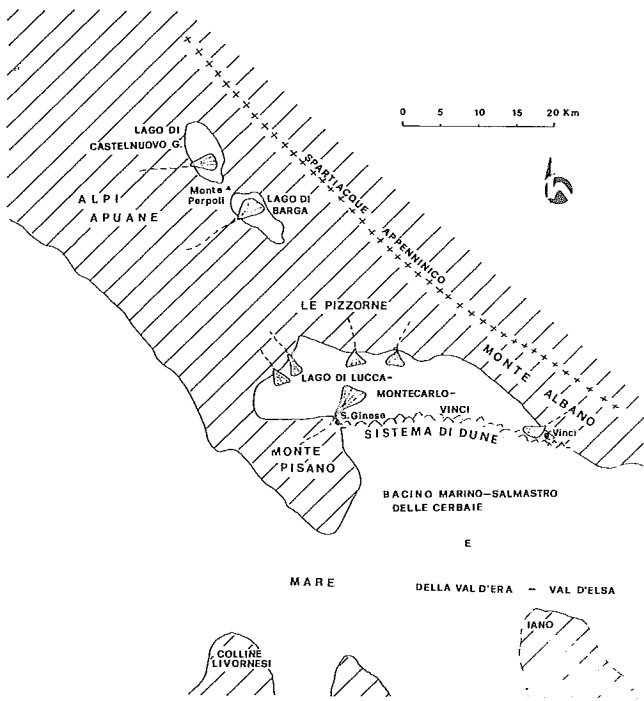 0 5 10 15 20 Km
LAGO DI
CASTELNUOVO G.
SPARTIACQUE APPENNINICO
Monte
Perpoli
LAGO DI
BARGA
ALPI
APUANE
LE PIZZORNE
MONTE ALBANO
LAGO DI LUCCA-
MONTECARLO-
VINCI
S.Ginese
SISTEMA DI DUNE
Vinci
MONTE
PISANO
BACINO MARINO-SALMASTRO
DELLE CERBAIE
E
MARE
DELLA VAL D'ERA - VAL D'ELSA
IANO
COLLINE
LIVORNESI